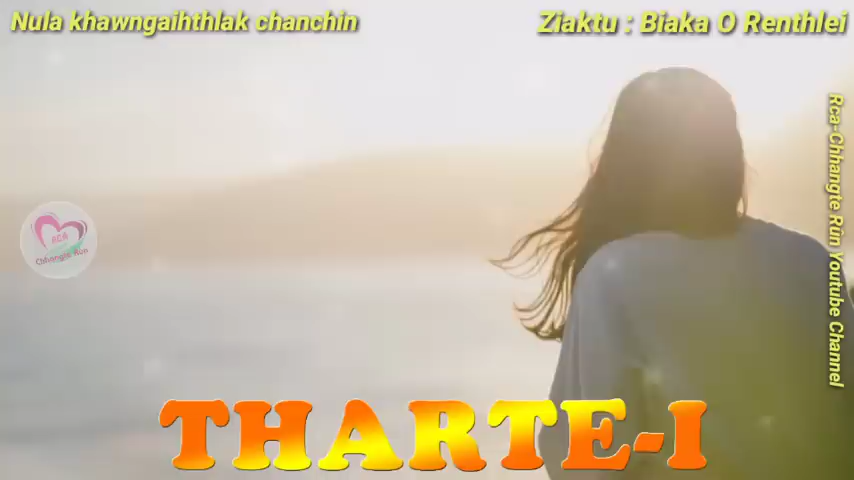 Nula khawngaihthlak chanchin
Ziaktu : Biaka O Renthlei
Rca-Chhangte Rûn Youtube Channel
RCA
Chhangte Rûn
THARTE-I